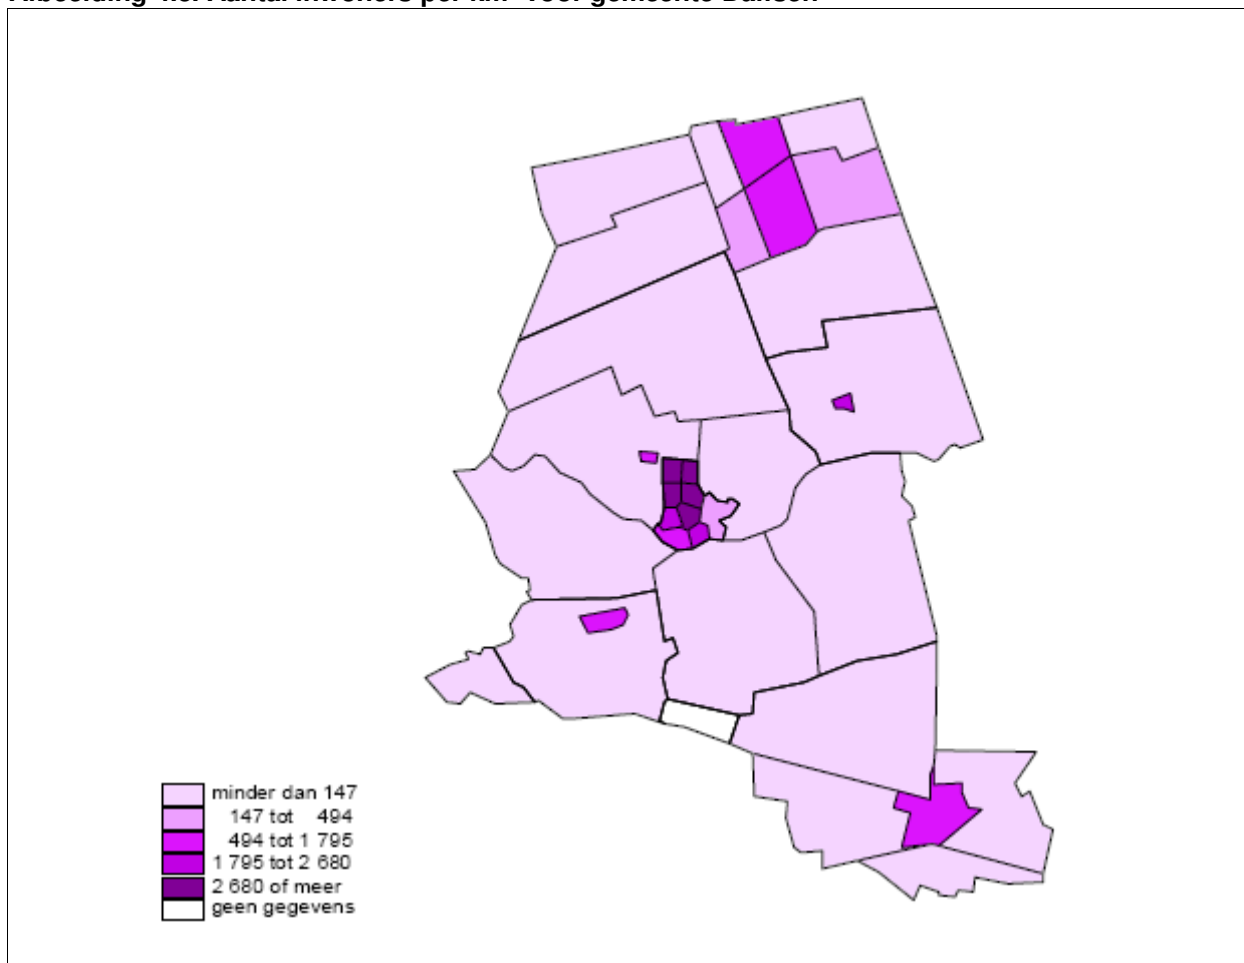 minder dan 147
147 tot 494
494 tot 1 795
1 795 tot 2 680
2 680 of meer
geen gegevens